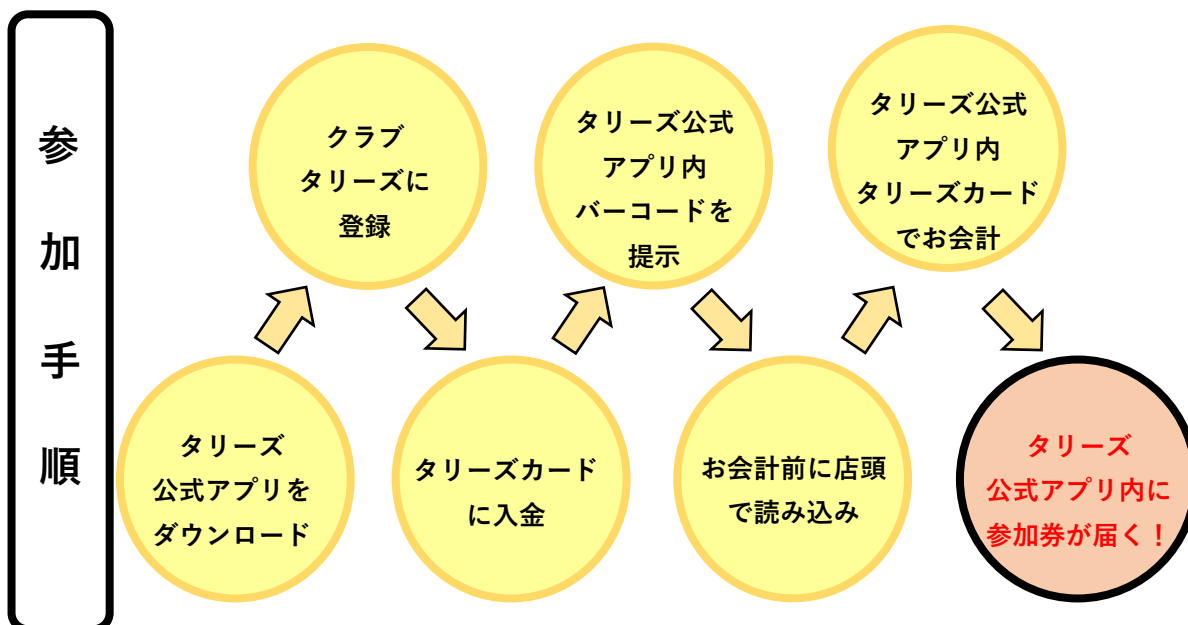 参加手順
タリーズ
公式アプリを
ダウンロード
クラブ
タリーズに
登録
タリーズカード
に入金
タリーズ公式
アプリ内
バーコードを
提示
お会計前に店頭
で読み込み
タリーズ公式
アプリ内
タリーズカード
でお会計
タリーズ
公式アプリ内に
参加券が届く！